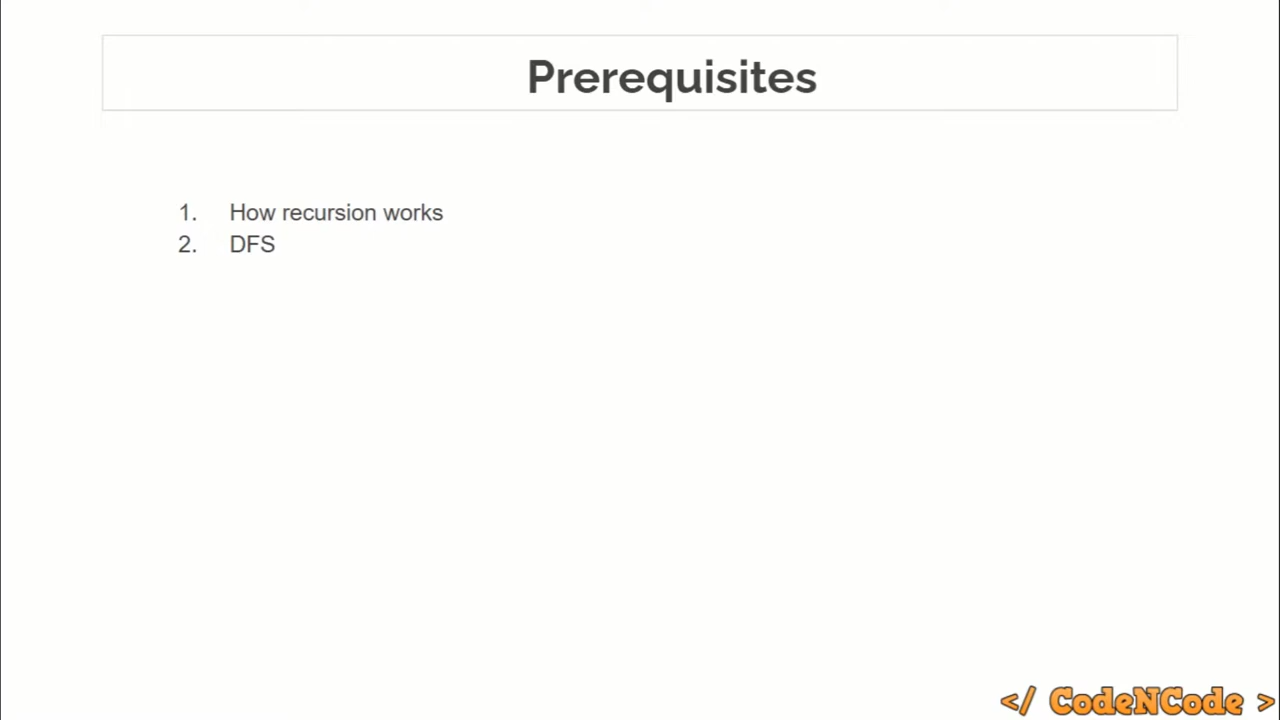 Prerequisites
1. How recursion works
2. DFS
</ CodeNCode >